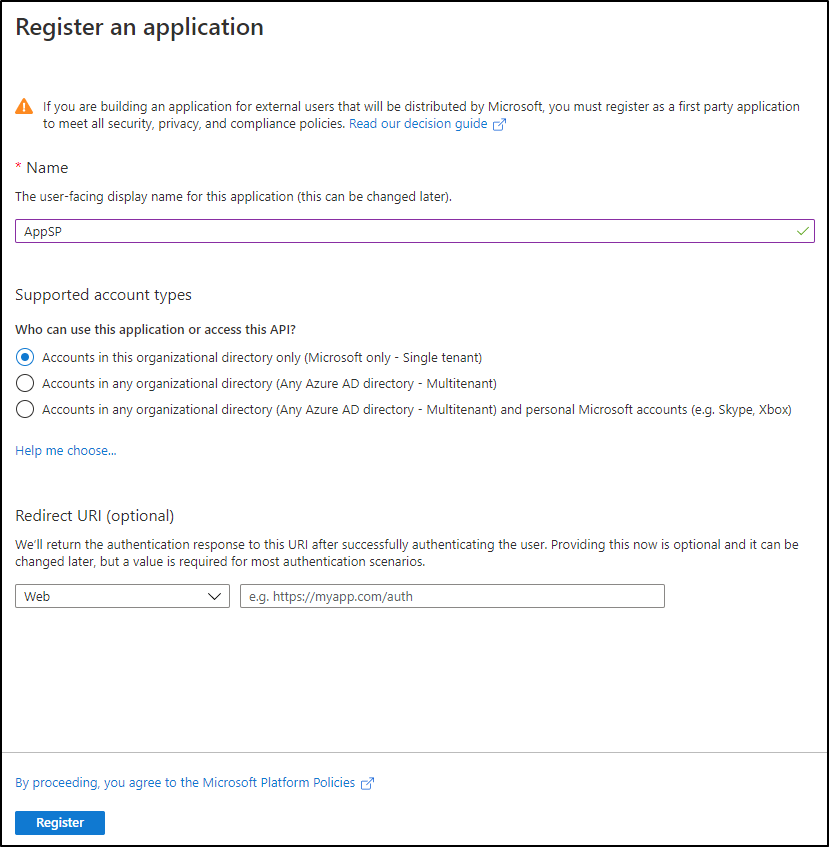 Register an application
If you are building an application for external users that will be distributed by Microsoft, you must register as a first party application
to meet all security, privacy, and compliance policies. Read our decision guide
* Name
The user-facing display name for this application (this can be changed later).
AppSP
Supported account types
Who can use this application or access this API?
Accounts in this organizational directory only (Microsoft only - Single tenant)
Accounts in any organizational directory (Any Azure AD directory - Multitenant)
Accounts in any organizational directory (Any Azure AD directory - Multitenant) and personal Microsoft accounts (e.g. Skype, Xbox)
Help me choose...
Redirect URI (optional)
We'll return the authentication response to this URI after successfully authenticating the user. Providing this now is optional and it can be
changed later, but a value is required for most authentication scenarios.
Web e.g. https://myapp.com/auth
By proceeding, you agree to the Microsoft Platform Policies
Register